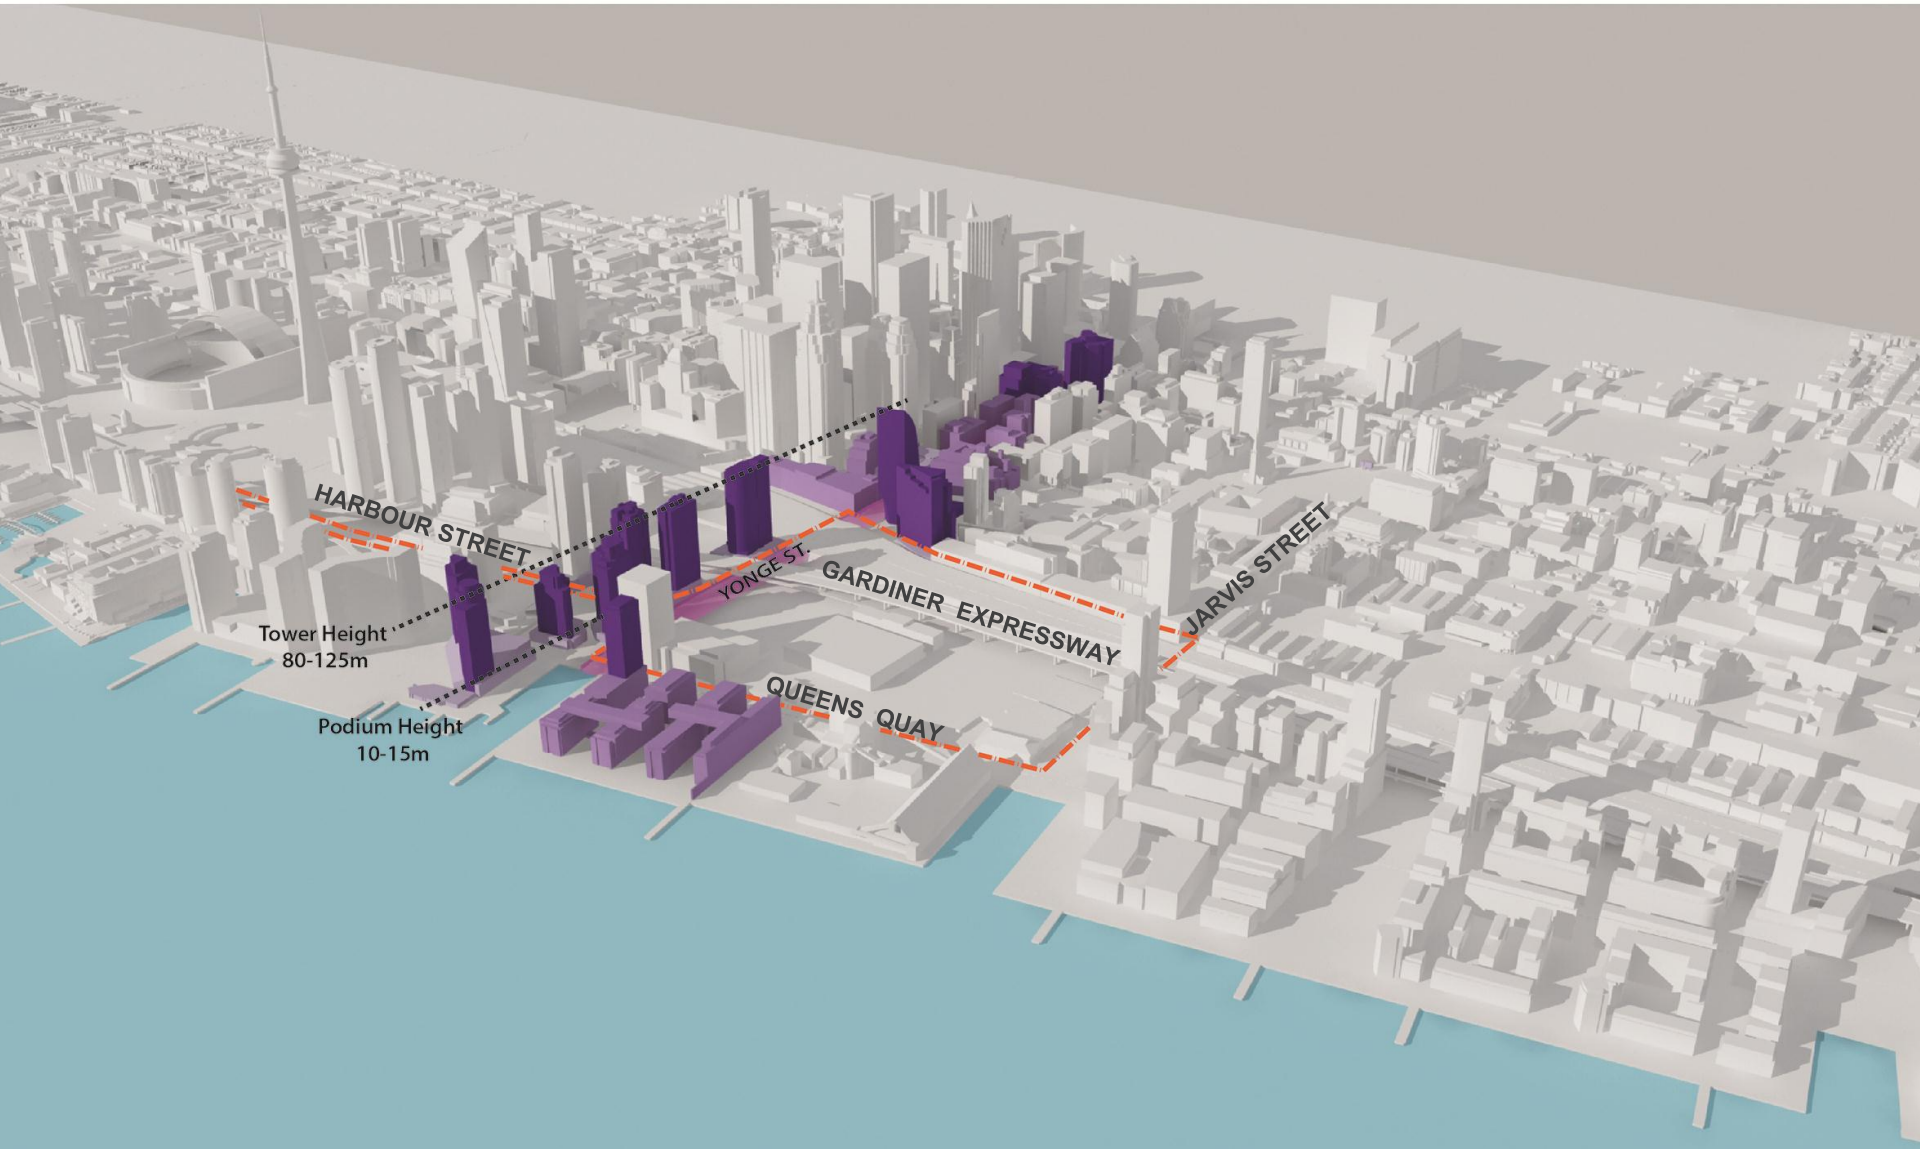 HARBOUR STREET
YONGE ST.
GARDINER EXPRESSWAY
JARVIS STREET
Tower Height
80-125m
QUEENS QUAY
Podium Height
10-15m